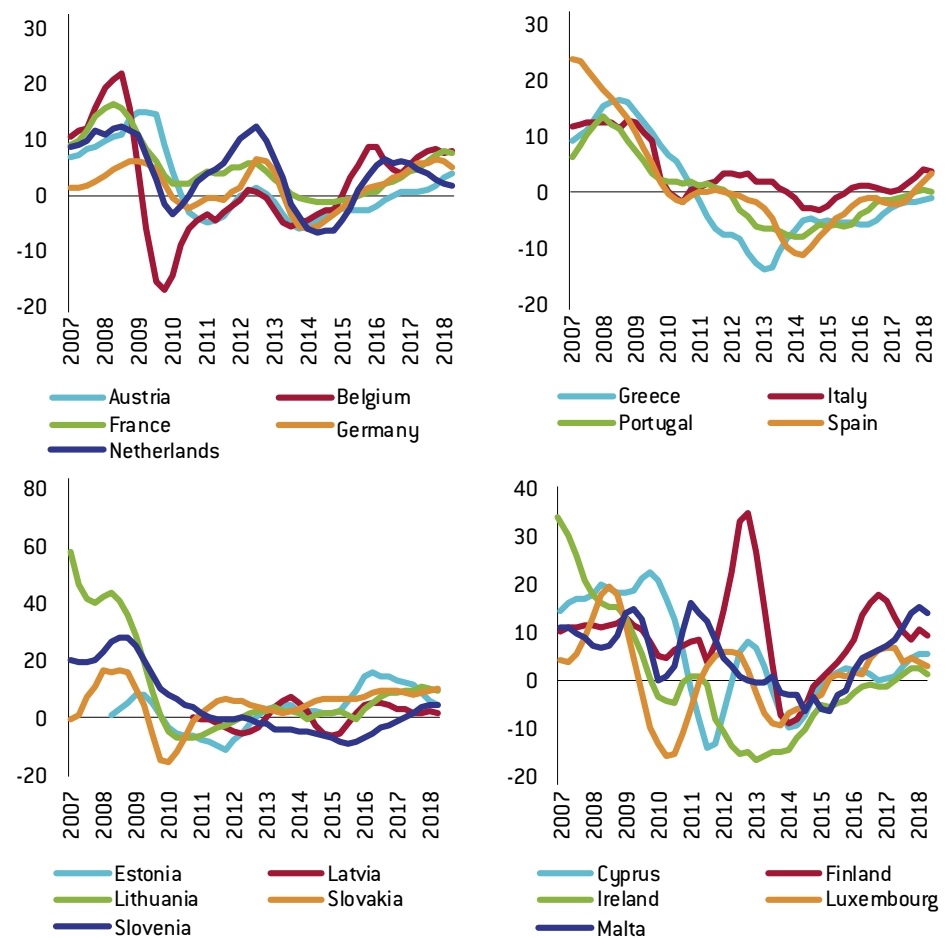 30
20
10
0
-10
-20
2007 2008 2009 2010 2011 2012 2013 2014 2015 2016 2017 2018
Austria Belgium
France Germany
Netherlands
30
20
10
0
-10
-20
2007 2008 2009 2010 2011 2012 2013 2014 2015 2016 2017 2018
Greece Italy
Portugal Spain
80
60
40
20
0
-20
2007 2008 2009 2010 2011 2012 2013 2014 2015 2016 2017 2018
Estonia Latvia
Lithuania Slovakia
Slovenia
40
30
20
10
0
-10
-20
2007 2008 2009 2010 2011 2012 2013 2014 2015 2016 2017 2018
Cyprus Finland
Ireland Luxembourg
Malta